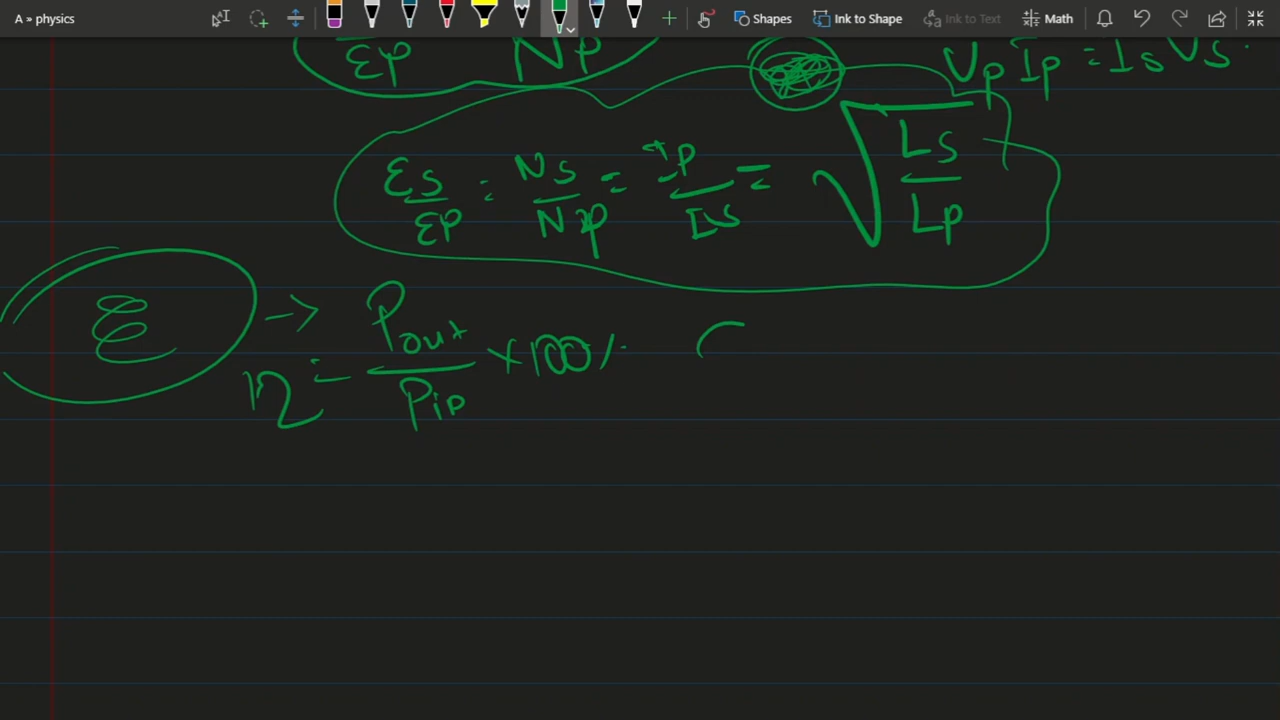 A » physics
Shapes Ink to Shape Ink to Text Math
εp Np
Vp Ip = Is Vs
εs/εp = Ns/Np = Ip/Is = √(Ls/Lp)
E → η = Pout/Pip × 100%